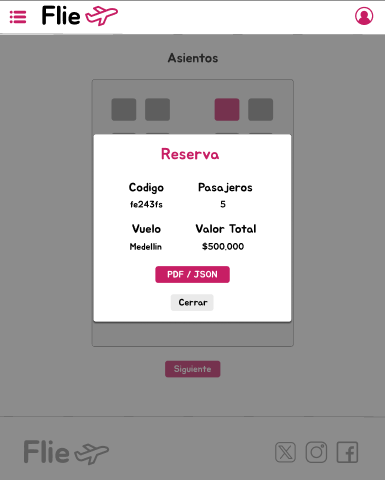 Flie
Asientos
Reserva
Codigo Pasajeros
fe243fs 5
Vuelo Valor Total
Medellin $500,000
PDF / JSON
Cerrar
Siguiente
Flie